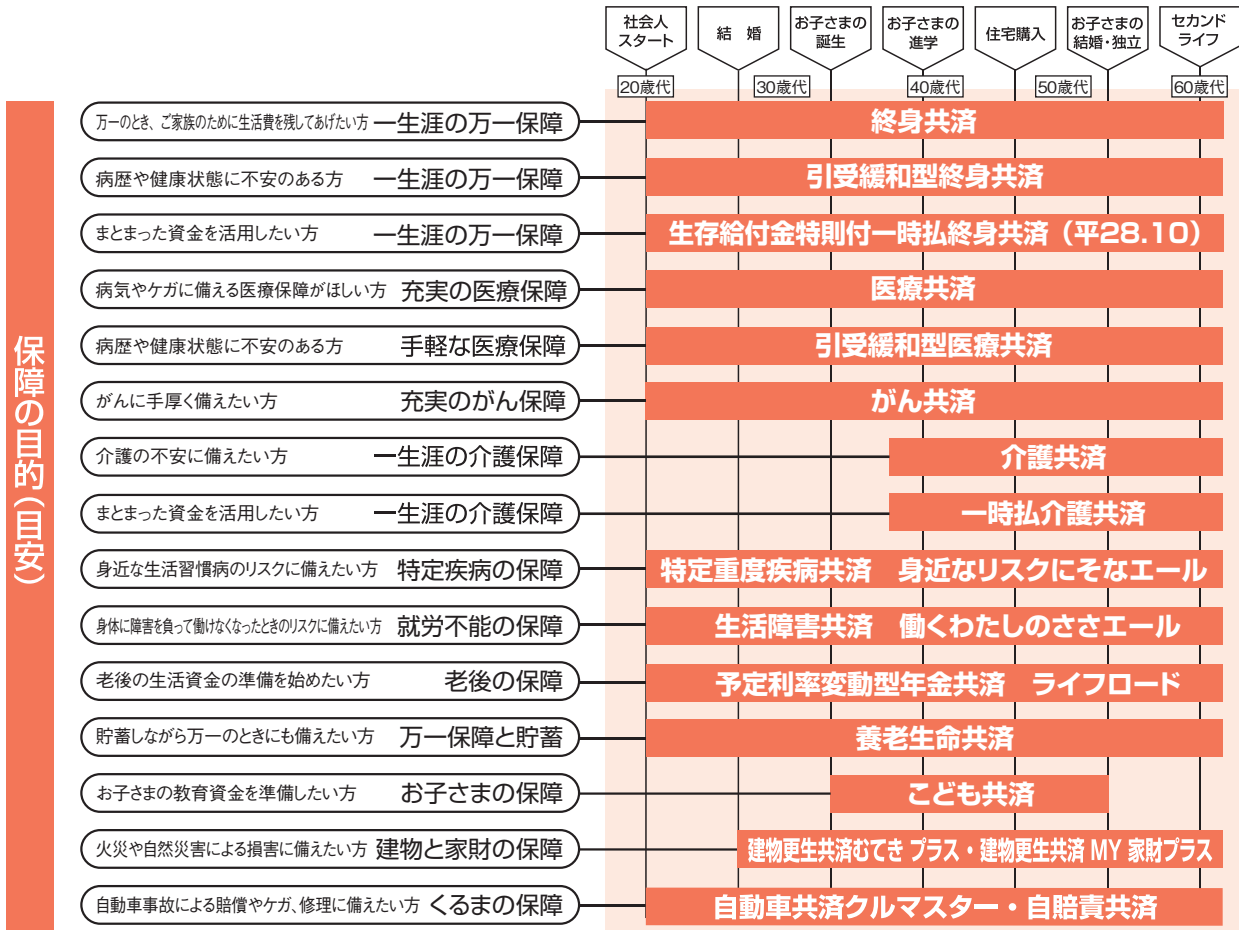 社会人
スタート
結 婚
お子さまの
誕生
お子さまの
進学
住宅購入
お子さまの
結婚・独立
セカンド
ライフ
20歳代
30歳代
40歳代
50歳代
60歳代
保障の目的(目安)
万一のとき、ご家族のために生活費を残してあげたい方 一生涯の万一保障 終身共済
病歴や健康状態に不安のある方 一生涯の万一保障 引受緩和型終身共済
まとまった資金を活用したい方 一生涯の万一保障 生存給付金特則付一時払終身共済(平28.10)
病気やケガに備える医療保障がほしい方 充実の医療保障 医療共済
病歴や健康状態に不安のある方 手軽な医療保障 引受緩和型医療共済
がんに手厚く備えたい方 充実のがん保障 がん共済
介護の不安に備えたい方 一生涯の介護保障 介護共済
まとまった資金を活用したい方 一生涯の介護保障 一時払介護共済
身近な生活習慣病のリスクに備えたい方 特定疾病の保障 特定重度疾病共済 身近なリスクにそなエール
身体に障害を負って働けなくなったときのリスクに備えたい方 就労不能の保障 生活障害共済 働くわたしのささエール
老後の生活資金の準備を始めたい方 老後の保障 予定利率変動型年金共済 ライフロード
貯蓄しながら万一のときにも備えたい方 万一保障と貯蓄 養老生命共済
お子さまの教育資金を準備したい方 お子さまの保障 こども共済
火災や自然災害による損害に備えたい方 建物と家財の保障 建物更生共済むてき プラス・建物更生共済 MY 家財プラス
自動車事故による賠償やケガ、修理に備えたい方 くるまの保障 自動車共済クルマスター・自賠責共済